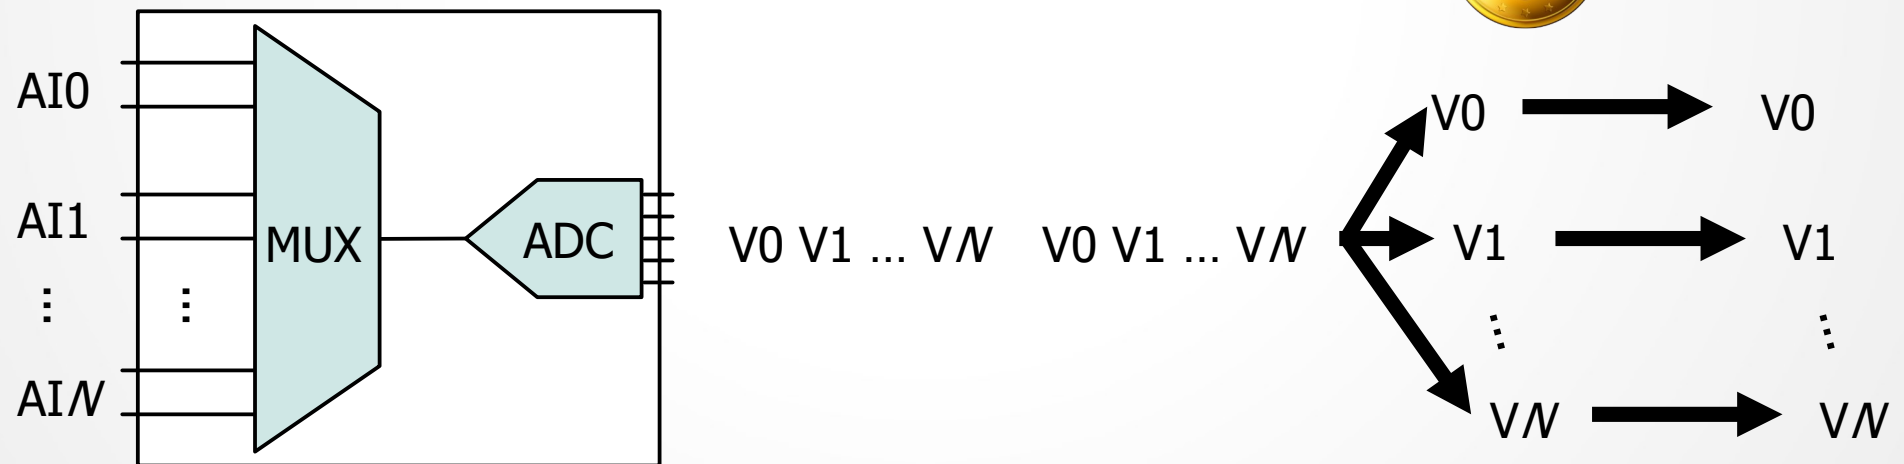 AI0
AI1
⋮
AIN
⋮
MUX
ADC
V0 V1 ... VN V0 V1 ... VN
V0
V0
V1
V1
⋮
⋮
VN
VN